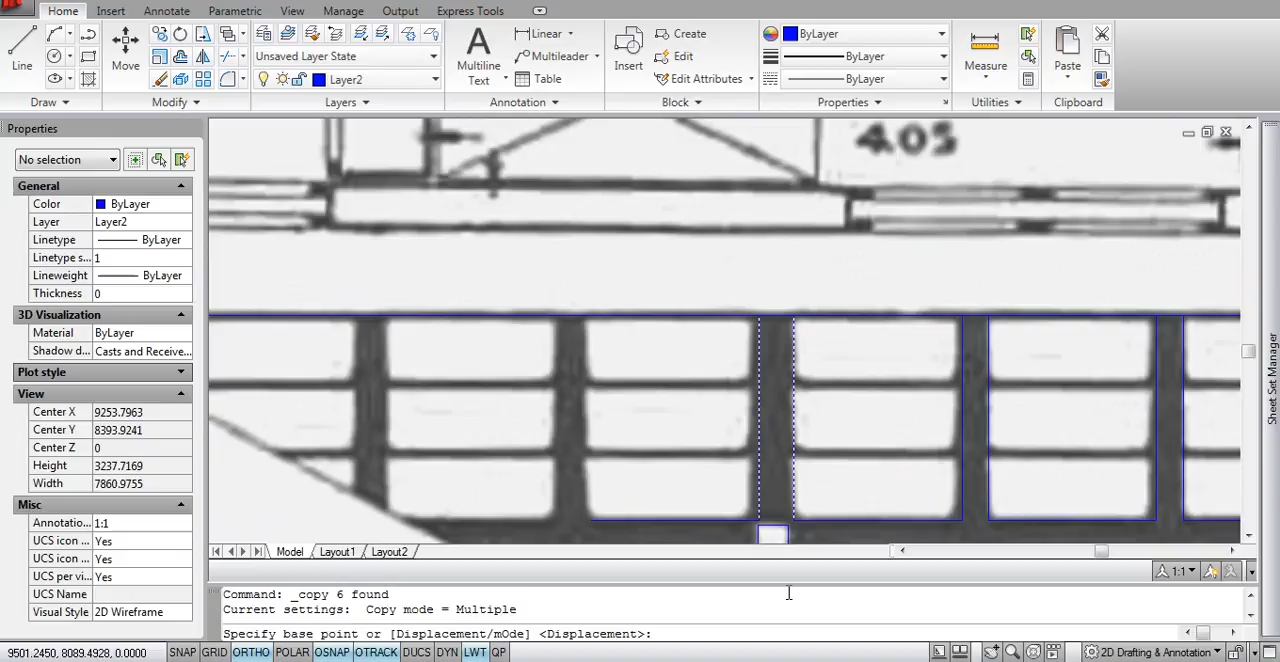 Home Insert Annotate Parametric View Manage Output Express Tools
Line
Move
Unsaved Layer State
Layer2
Multiline
Text
Linear
Multileader
Table
Insert
Create
Edit
Edit Attributes
ByLayer
ByLayer
ByLayer
Measure
Paste
Draw Modify Layers Annotation Block Properties Utilities Clipboard
Properties
No selection
General
Color ByLayer
Layer Layer2
Linetype ByLayer
Linetype s... 1
Lineweight ByLayer
Thickness 0
3D Visualization
Material ByLayer
Shadow d... Casts and Receive...
Plot style
View
Center X 9253.7963
Center Y 8393.9241
Center Z 0
Height 3237.7169
Width 7860.9755
Misc
Annotatio... 1:1
UCS icon ... Yes
UCS icon ... Yes
UCS per vi... Yes
UCS Name
Visual Style 2D Wireframe
4.05
Sheet Set Manager
Model Layout1 Layout2
1:1
Command: _copy 6 found
Current settings: Copy mode = Multiple
Specify base point or [Displacement/mOde] <Displacement>:
9501.2450, 8089.4928, 0.0000 SNAP GRID ORTHO POLAR OSNAP OTRACK DUCS DYN LWT QP 2D Drafting & Annotation